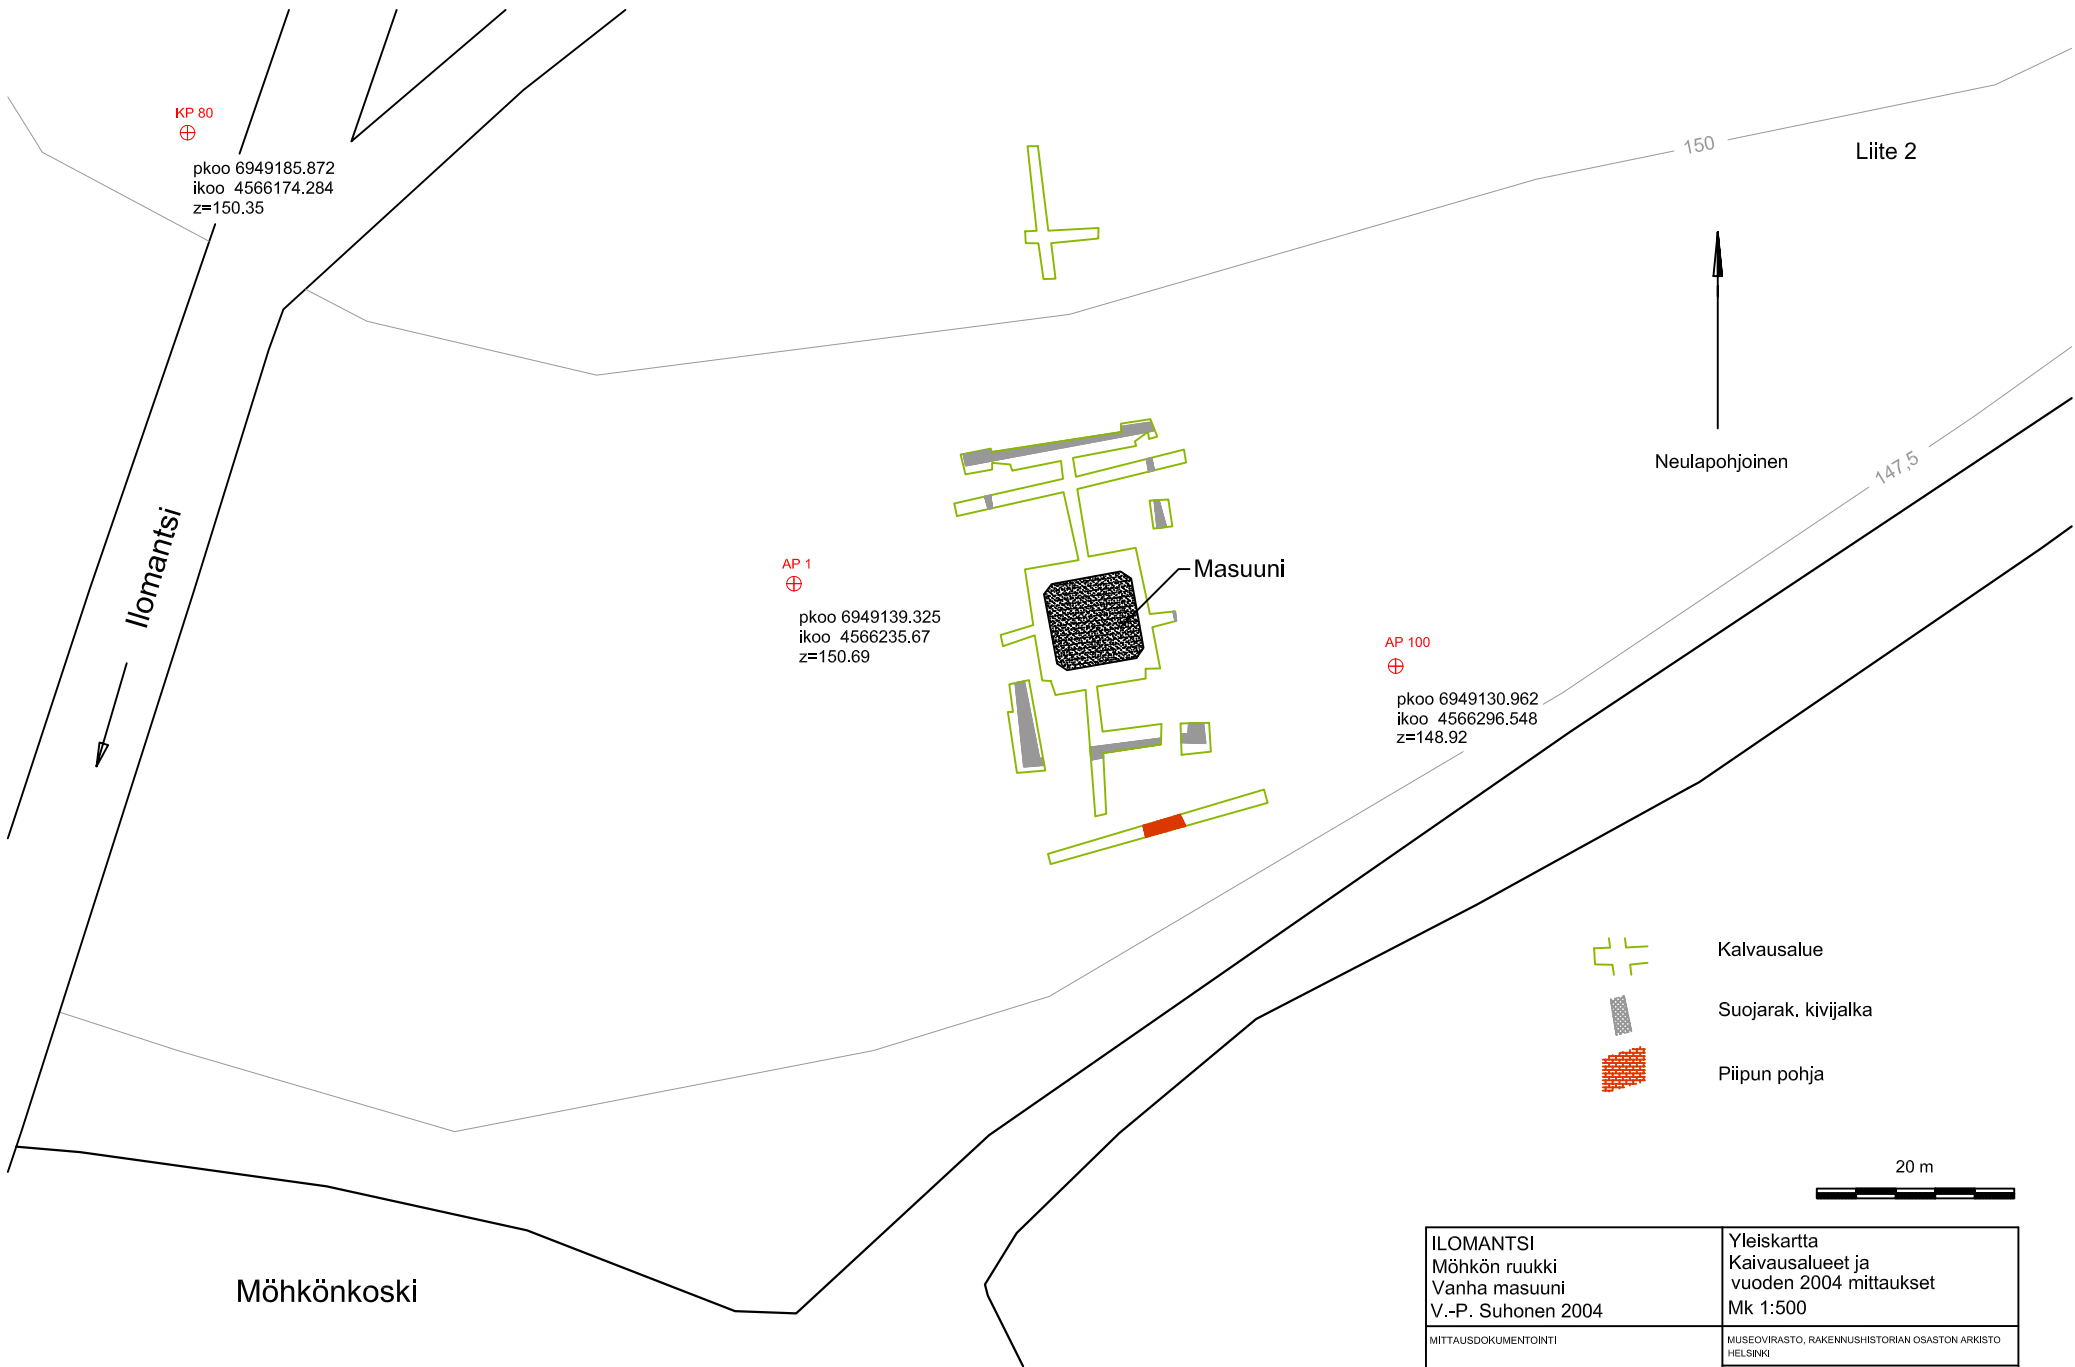 KP 80
pkoo 6949185.872
ikoo 4566174.284
z=150.35
150
Liite 2
Neulapohjoinen
147,5
Ilomantsi
AP 1
pkoo 6949139.325
ikoo 4566235.67
z=150.69
Masuuni
AP 100
pkoo 6949130.962
ikoo 4566296.548
z=148.92
Kaivausalue
Suojarak. kivijalka
Piipun pohja
20 m
Möhkönkoski
ILOMANTSI
Möhkön ruukki
Vanha masuuni
V.-P. Suhonen 2004
Yleiskartta
Kaivausalueet ja
vuoden 2004 mittaukset
Mk 1:500
MITTAUSDOKUMENTOINTI
MUSEOVIRASTO, RAKENNUSHISTORIAN OSASTON ARKISTO
HELSINKI